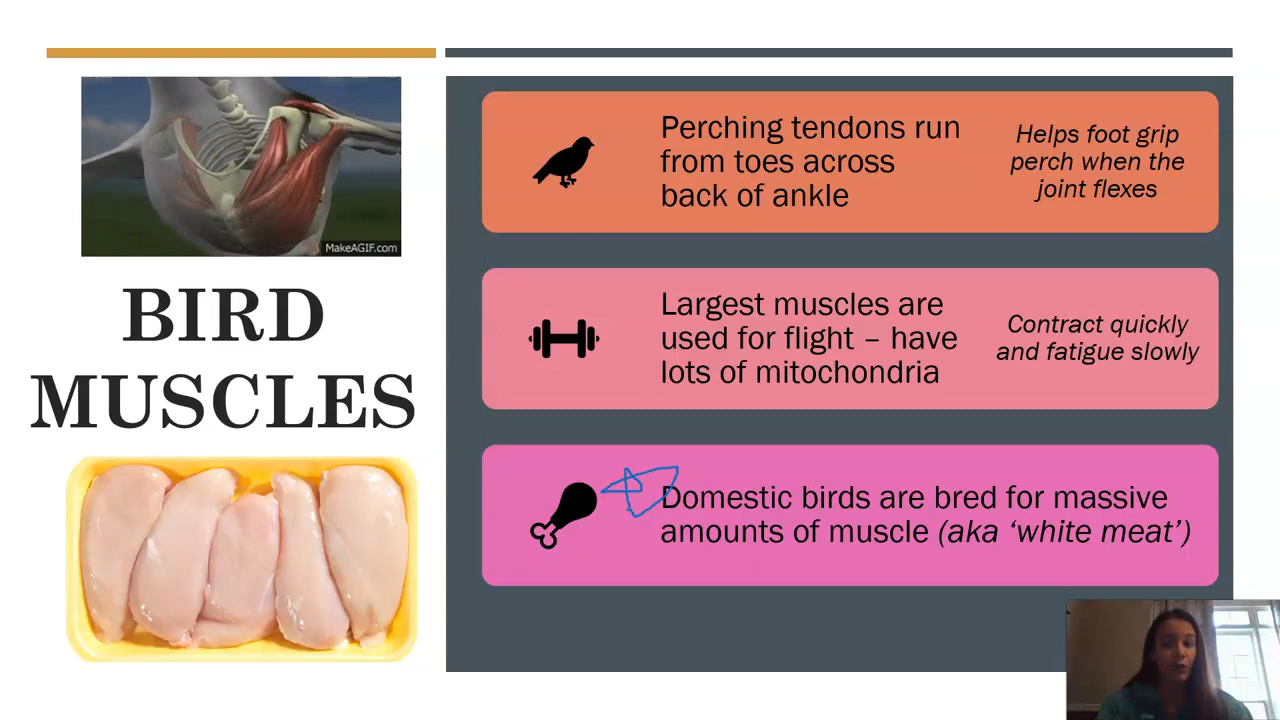 MakeAGIF.com
BIRD
MUSCLES
Perching tendons run
from toes across
back of ankle
Helps foot grip
perch when the
joint flexes
Largest muscles are
used for flight – have
lots of mitochondria
Contract quickly
and fatigue slowly
Domestic birds are bred for massive
amounts of muscle (aka ‘white meat’)